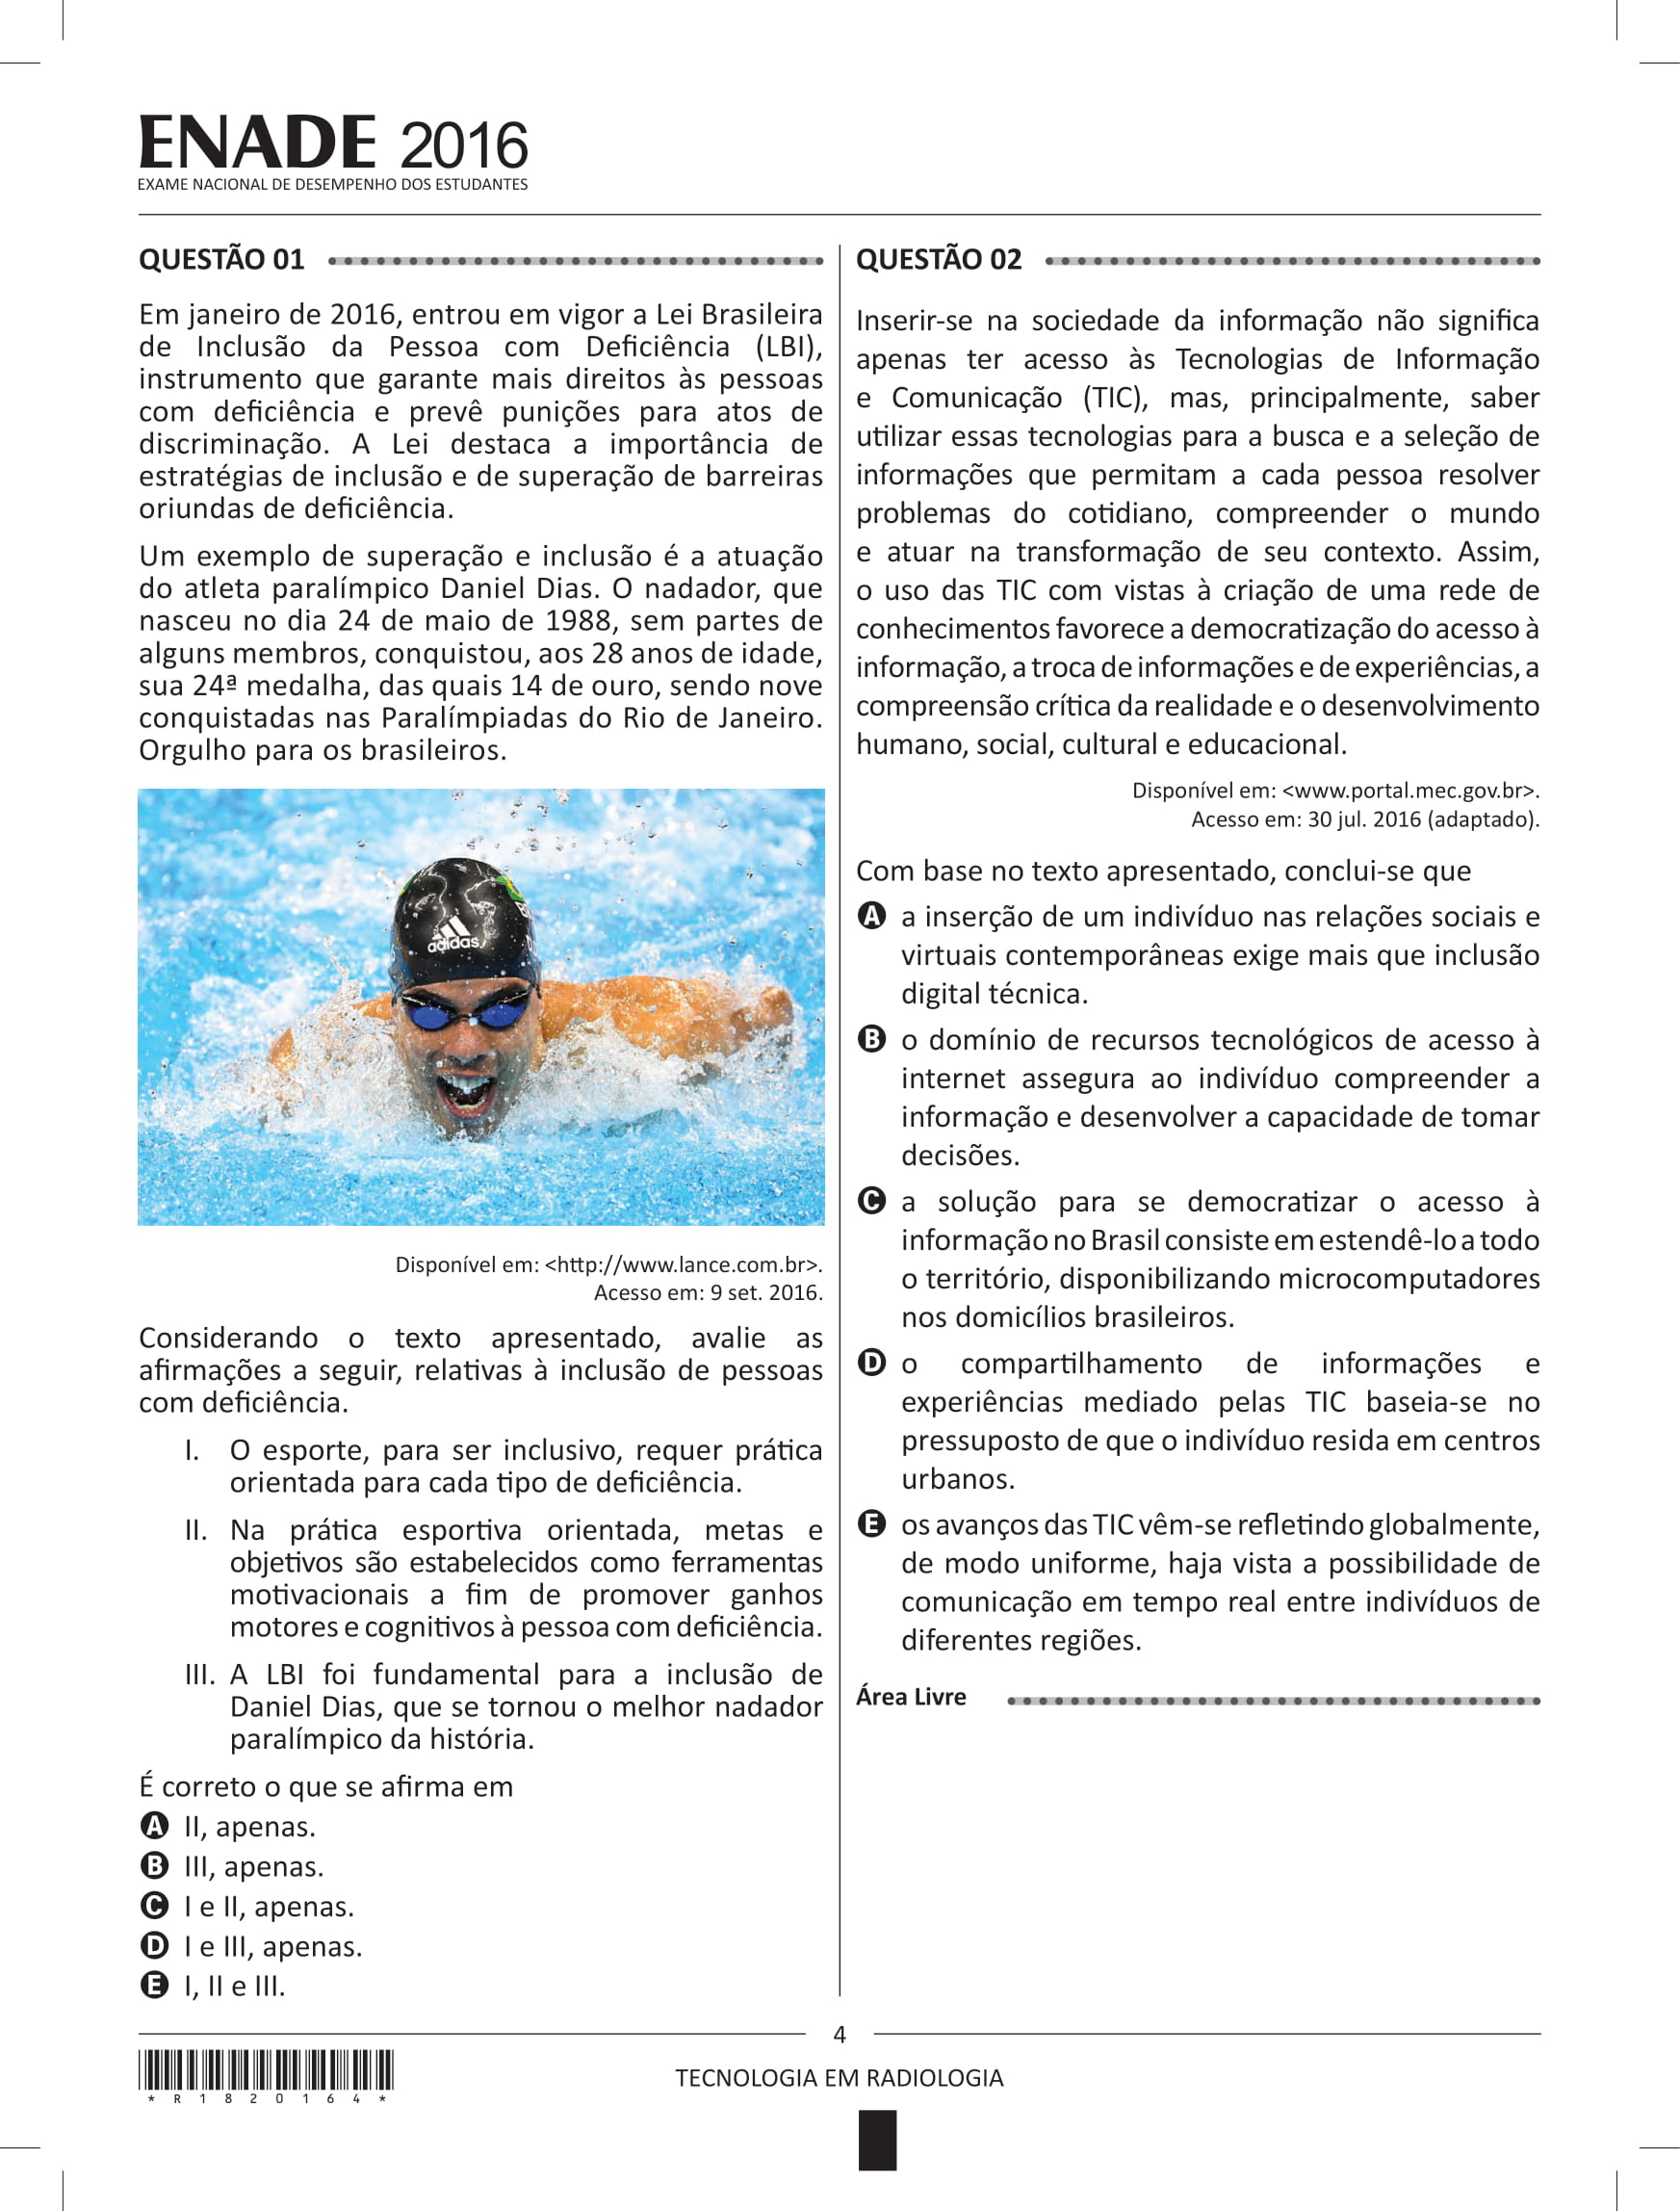 ENADE 2016
EXAME NACIONAL DE DESEMPENHO DOS ESTUDANTES
QUESTÃO 01
Em janeiro de 2016, entrou em vigor a Lei Brasileira
de Inclusão da Pessoa com Deficiência (LBI),
instrumento que garante mais direitos às pessoas
com deficiência e prevê punições para atos de
discriminação. A Lei destaca a importância de
estratégias de inclusão e de superação de barreiras
oriundas de deficiência.
Um exemplo de superação e inclusão é a atuação
do atleta paralímpico Daniel Dias. O nadador, que
nasceu no dia 24 de maio de 1988, sem partes de
alguns membros, conquistou, aos 28 anos de idade,
sua 24ª medalha, das quais 14 de ouro, sendo nove
conquistadas nas Paralímpiadas do Rio de Janeiro.
Orgulho para os brasileiros.
adidas
Disponível em: <http://www.lance.com.br>.
Acesso em: 9 set. 2016.
Considerando o texto apresentado, avalie as
afirmações a seguir, relativas à inclusão de pessoas
com deficiência.
I. O esporte, para ser inclusivo, requer prática
orientada para cada tipo de deficiência.
II. Na prática esportiva orientada, metas e
objetivos são estabelecidos como ferramentas
motivacionais a fim de promover ganhos
motores e cognitivos à pessoa com deficiência.
III. A LBI foi fundamental para a inclusão de
Daniel Dias, que se tornou o melhor nadador
paralímpico da história.
É correto o que se afirma em
A II, apenas.
B III, apenas.
C I e II, apenas.
D I e III, apenas.
E I, II e III.
QUESTÃO 02
Inserir-se na sociedade da informação não significa
apenas ter acesso às Tecnologias de Informação
e Comunicação (TIC), mas, principalmente, saber
utilizar essas tecnologias para a busca e a seleção de
informações que permitam a cada pessoa resolver
problemas do cotidiano, compreender o mundo
e atuar na transformação de seu contexto. Assim,
o uso das TIC com vistas à criação de uma rede de
conhecimentos favorece a democratização do acesso à
informação, a troca de informações e de experiências, a
compreensão crítica da realidade e o desenvolvimento
humano, social, cultural e educacional.
Disponível em: <www.portal.mec.gov.br>.
Acesso em: 30 jul. 2016 (adaptado).
Com base no texto apresentado, conclui-se que
A a inserção de um indivíduo nas relações sociais e
virtuais contemporâneas exige mais que inclusão
digital técnica.
B o domínio de recursos tecnológicos de acesso à
internet assegura ao indivíduo compreender a
informação e desenvolver a capacidade de tomar
decisões.
C a solução para se democratizar o acesso à
informação no Brasil consiste em estendê-lo a todo
o território, disponibilizando microcomputadores
nos domicílios brasileiros.
D o compartilhamento de informações e
experiências mediado pelas TIC baseia-se no
pressuposto de que o indivíduo resida em centros
urbanos.
E os avanços das TIC vêm-se refletindo globalmente,
de modo uniforme, haja vista a possibilidade de
comunicação em tempo real entre indivíduos de
diferentes regiões.
Área Livre
4
* R 1 8 2 0 1 6 4 *
TECNOLOGIA EM RADIOLOGIA